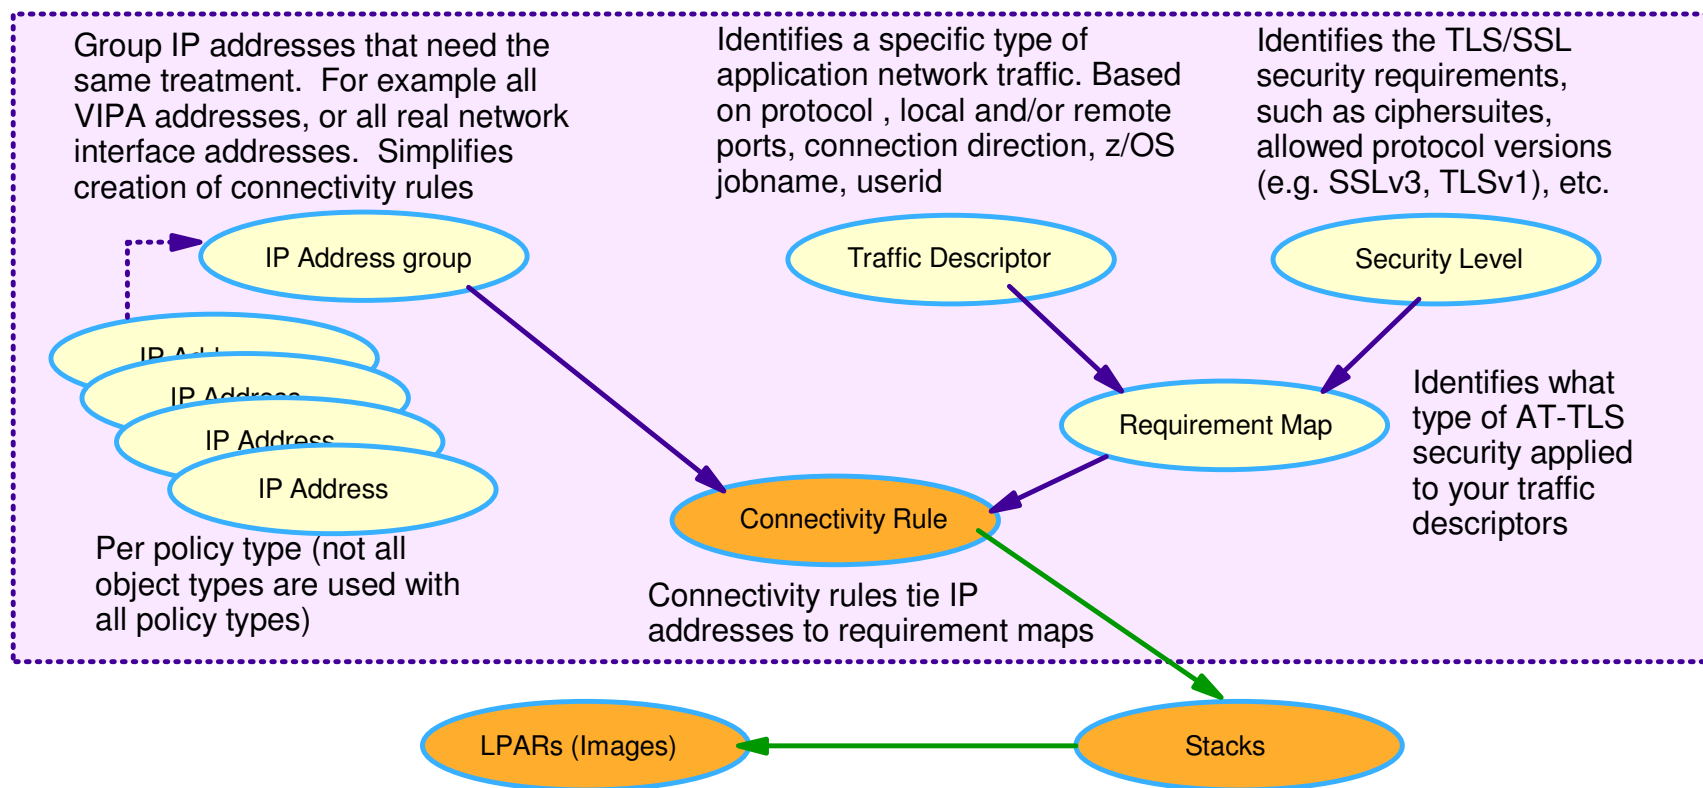 Group IP addresses that need the
same treatment.  For example all
VIPA addresses, or all real network
interface addresses.  Simplifies
creation of connectivity rules
Identifies a specific type of
application network traffic. Based
on protocol , local and/or remote
ports, connection direction, z/OS
jobname, userid
Identifies the TLS/SSL
security requirements,
such as ciphersuites,
allowed protocol versions
(e.g. SSLv3, TLSv1), etc.
IP Address group
Traffic Descriptor
Security Level
IP Address
IP Address
IP Address
IP Address
Requirement Map
Identifies what
type of AT-TLS
security applied
to your traffic
descriptors
Connectivity Rule
Per policy type (not all
object types are used with
all policy types)
Connectivity rules tie IP
addresses to requirement maps
LPARs (Images)
Stacks